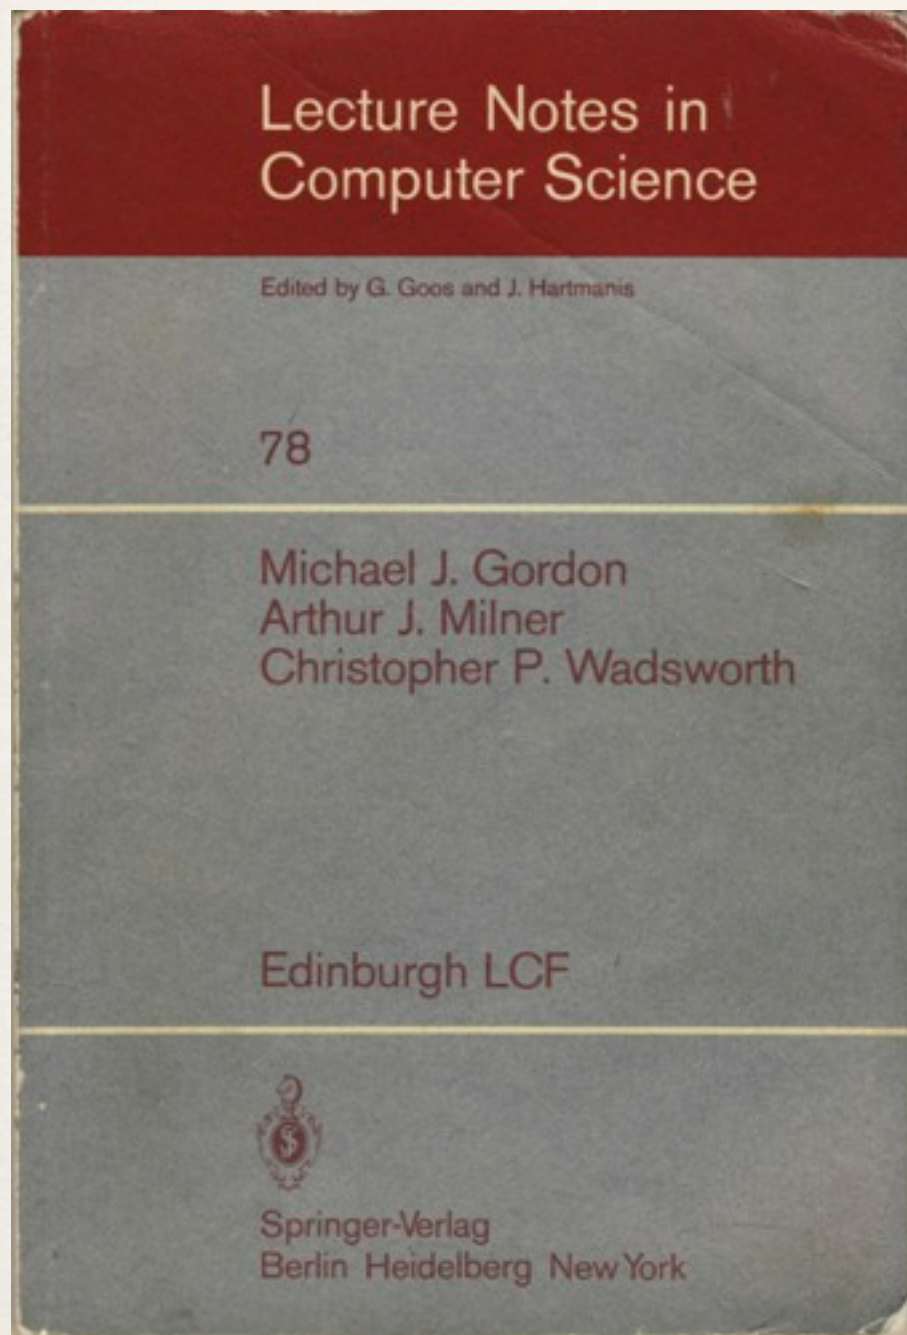 Lecture Notes in
Computer Science
Edited by G. Goos and J. Hartmanis
78
Michael J. Gordon
Arthur J. Milner
Christopher P. Wadsworth
Edinburgh LCF
Springer-Verlag
Berlin Heidelberg New York